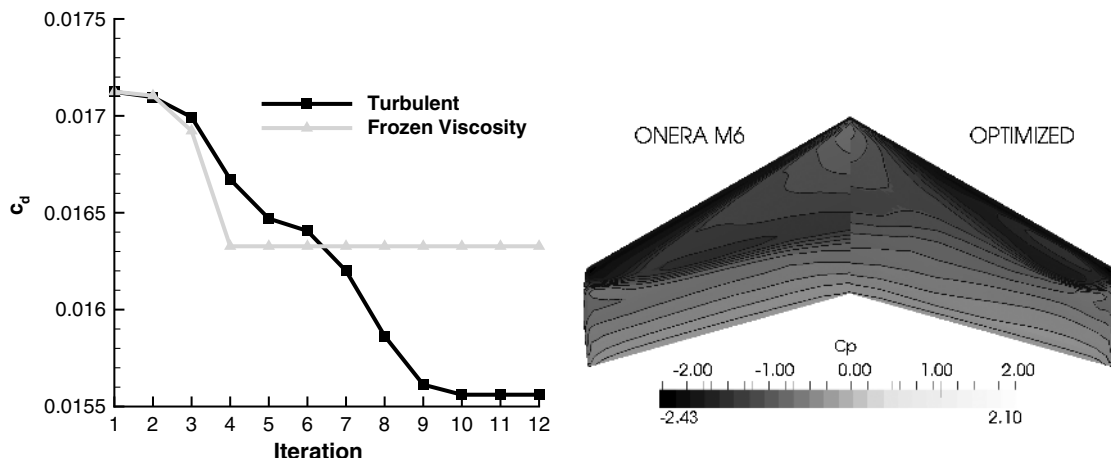 0.0175
0.017
0.0165
0.016
0.0155
c_d
1 2 3 4 5 6 7 8 9 10 11 12
Iteration
Turbulent
Frozen Viscosity
ONERA M6
OPTIMIZED
Cp
-2.00 -1.00 0.00 1.00 2.00
-2.43 2.10